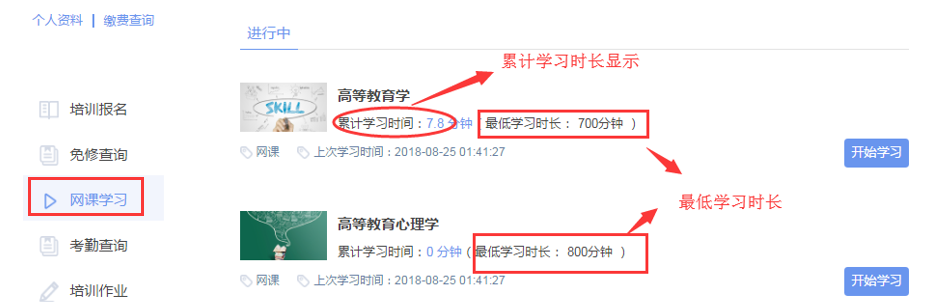 个人资料 | 缴费查询
进行中
累计学习时长显示
培训报名
免修查询
网课学习
考勤查询
培训作业
SKILL
高等教育学
累计学习时间：7.8 分钟 ( 最低学习时长： 700分钟 )
网课 上次学习时间：2018-08-25 01:41:27
开始学习
最低学习时长
高等教育心理学
累计学习时间：0 分钟 ( 最低学习时长： 800分钟 )
网课 上次学习时间：2018-08-25 01:41:27
开始学习